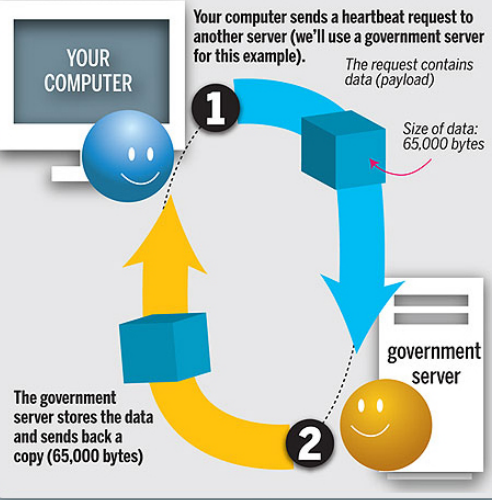 Your computer sends a heartbeat request to
another server (we'll use a government server
for this example).
YOUR
COMPUTER
The request contains
data (payload)
1
Size of data:
65,000 bytes
government
server
The government
server stores the data
and sends back a
copy (65,000 bytes)
2